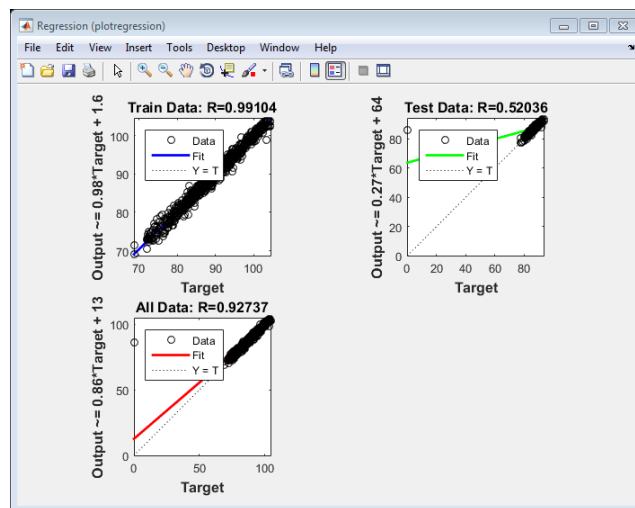 Regression (plotregression)
File Edit View Insert Tools Desktop Window Help
Train Data: R=0.99104
Output ~= 0.98*Target + 1.6
Data
Fit
Y = T
100
90
80
70
70 80 90 100
Target
Test Data: R=0.52036
Output ~= 0.27*Target + 64
Data
Fit
Y = T
80
60
40
20
0
0 20 40 60 80
Target
All Data: R=0.92737
Output ~= 0.86*Target + 13
Data
Fit
Y = T
100
50
0
0 50 100
Target